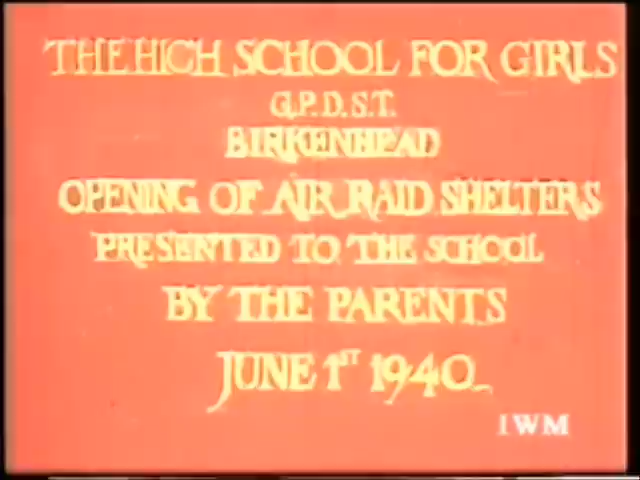 THE HIGH SCHOOL FOR GIRLS
G.P.D.S.T.
BIRKENHEAD
OPENING OF AIR RAID SHELTERS
PRESENTED TO THE SCHOOL
BY THE PARENTS
JUNE 1ST 1940
IWM